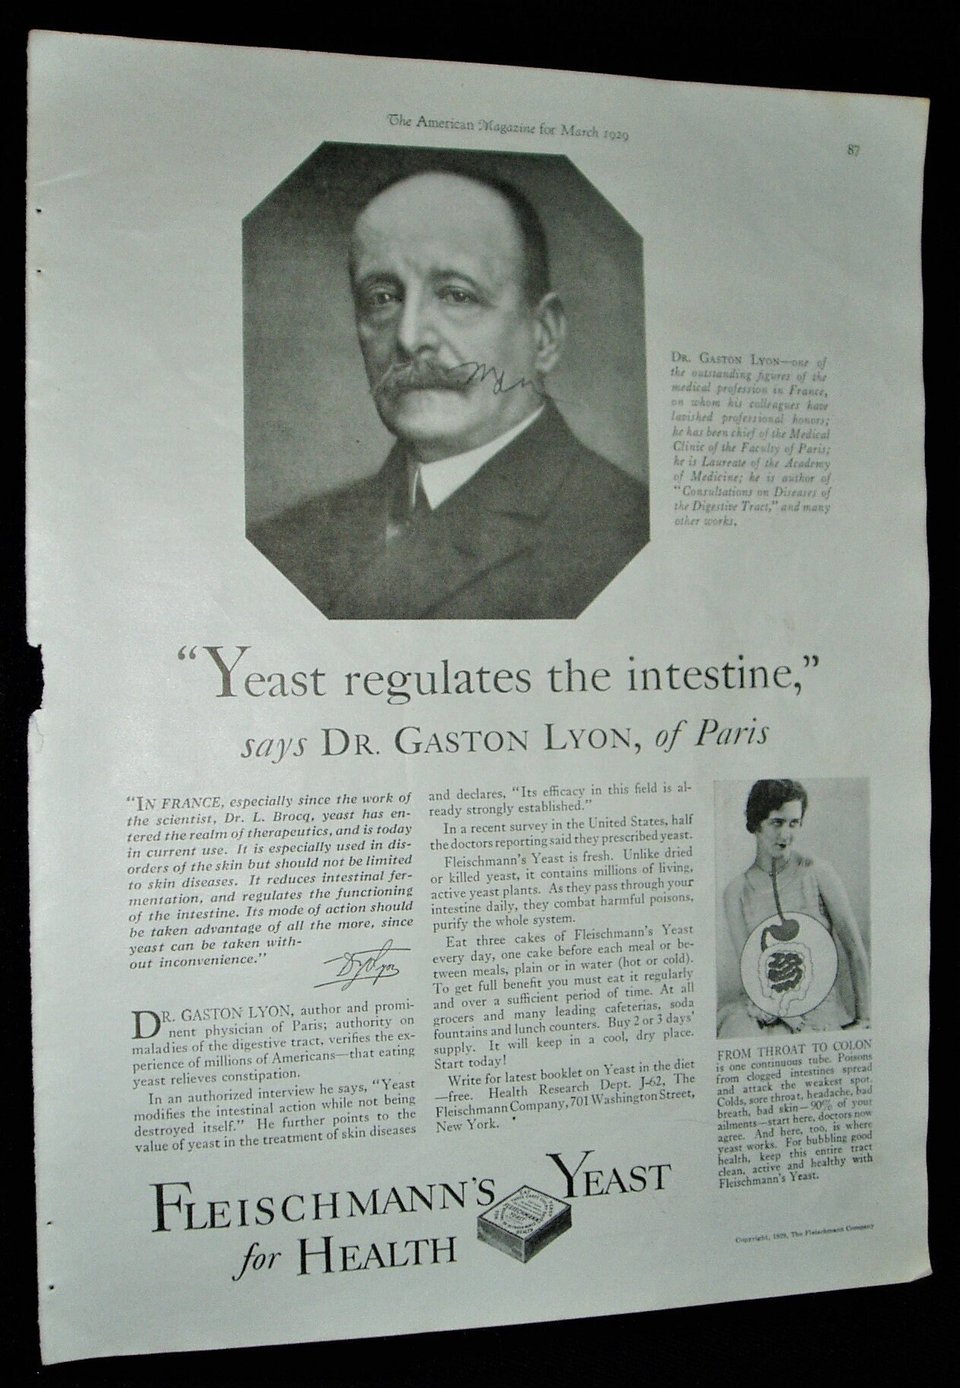 The American Magazine for March 1929
87
DR. GASTON LYON—one of
the outstanding figures of the
medical profession in France,
on whom his colleagues have
lavished professional honors;
he has been chief of the Medical
Clinic of the Faculty of Paris;
he is Laureate of the Academy
of Medicine; he is author of
"Consultations on Diseases of
the Digestive Tract," and many
other works.
"Yeast regulates the intestine,"
says DR. GASTON LYON, of Paris
"IN FRANCE, especially since the work of
the scientist, Dr. L. Brocq, yeast has en-
tered the realm of therapeutics, and is today
in current use. It is especially used in dis-
orders of the skin but should not be limited
to skin diseases. It reduces intestinal fer-
mentation, and regulates the functioning
of the intestine. Its mode of action should
be taken advantage of all the more, since
yeast can be taken with-
out inconvenience."
DR. GASTON LYON, author and promi-
nent physician of Paris; authority on
maladies of the digestive tract, verifies the ex-
perience of millions of Americans—that eating
yeast relieves constipation.
In an authorized interview he says, "Yeast
modifies the intestinal action while not being
destroyed itself." He further points to the
value of yeast in the treatment of skin diseases
and declares, "Its efficacy in this field is al-
ready strongly established."
In a recent survey in the United States, half
the doctors reporting said they prescribed yeast.
Fleischmann's Yeast is fresh. Unlike dried
or killed yeast, it contains millions of living,
active yeast plants. As they pass through your
intestine daily, they combat harmful poisons,
purify the whole system.
Eat three cakes of Fleischmann's Yeast
every day, one cake before each meal or be-
tween meals, plain or in water (hot or cold).
To get full benefit you must eat it regularly
and over a sufficient period of time. At all
grocers and many leading cafeterias, soda
fountains and lunch counters. Buy 2 or 3 days'
supply. It will keep in a cool, dry place.
Start today!
Write for latest booklet on Yeast in the diet
—free. Health Research Dept. J-62, The
Fleischmann Company, 701 Washington Street,
New York.
FROM THROAT TO COLON
is one continuous tube. Poisons
from clogged intestines spread
and attack the weakest spot.
Colds, sore throat, headache, bad
breath, bad skin—90% of your
ailments—start here, doctors now
agree. And here, too, is where
yeast works. For bubbling good
health, keep this entire tract
clean, active and healthy with
Fleischmann's Yeast.
FLEISCHMANN'S YEAST
for HEALTH
Copyright, 1929, The Fleischmann Company